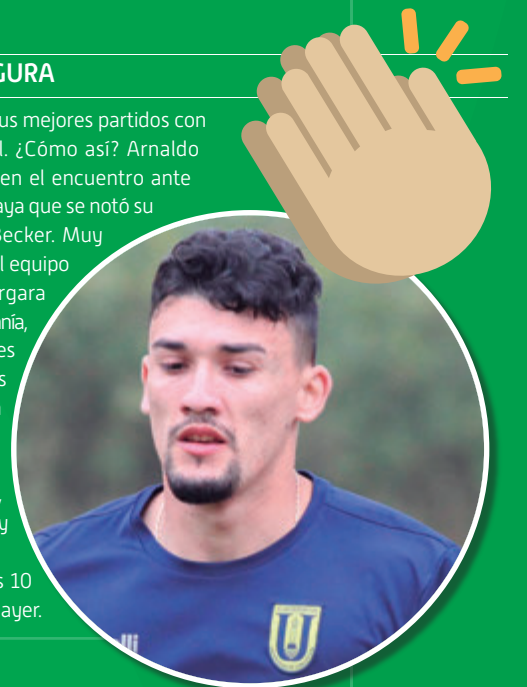 GURA
us mejores partidos con
l. ¿Cómo así? Arnaldo
en el encuentro ante
aya que se notó su
Becker. Muy
l equipo
rgara
nía,
es
s
y
s 10
ayer.